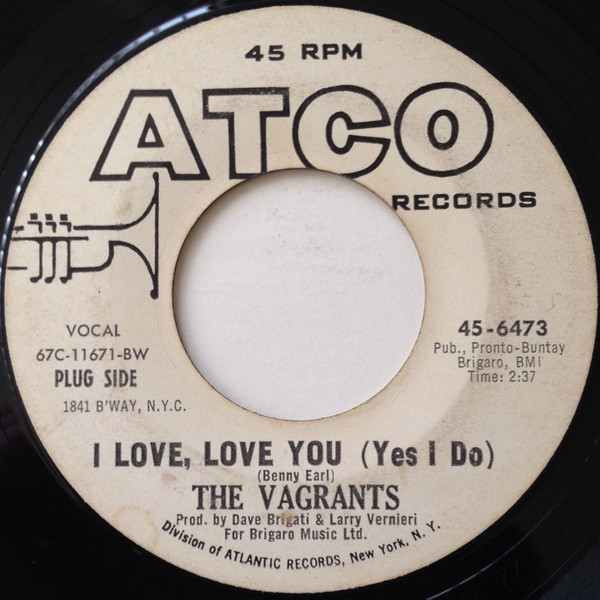 45 RPM
ATCO
RECORDS
VOCAL
67C-11671-BW
PLUG SIDE
1841 B'WAY, N.Y.C.
45-6473
Pub., Pronto-Buntay
Brigaro, BMI
Time: 2:37
I LOVE, LOVE YOU (Yes I Do)
(Benny Earl)
THE VAGRANTS
Prod. by Dave Brigati & Larry Vernieri
For Brigaro Music Ltd.
Division of ATLANTIC RECORDS, New York, N. Y.